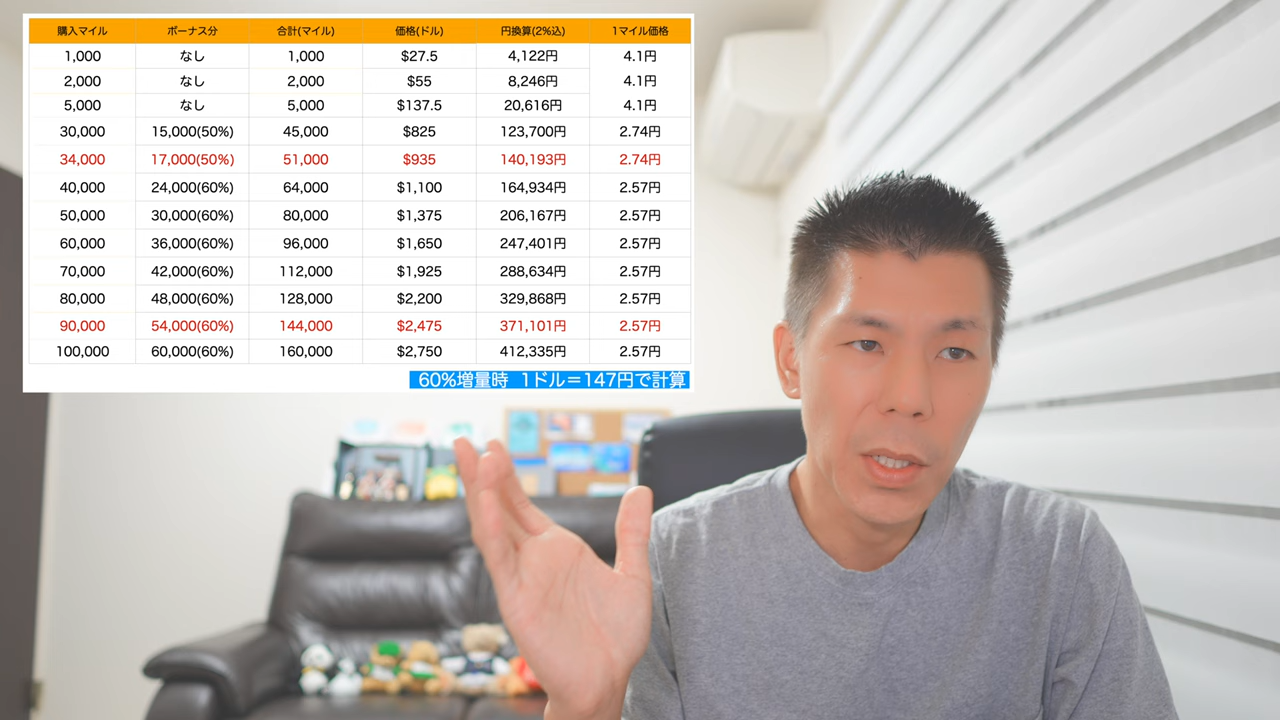 購入マイル ボーナス分 合計(マイル) 価格(ドル) 円換算(2%込) 1マイル価格
1,000 なし 1,000 $27.5 4,122円 4.1円
2,000 なし 2,000 $55 8,246円 4.1円
5,000 なし 5,000 $137.5 20,616円 4.1円
30,000 15,000(50%) 45,000 $825 123,700円 2.74円
34,000 17,000(50%) 51,000 $935 140,193円 2.74円
40,000 24,000(60%) 64,000 $1,100 164,934円 2.57円
50,000 30,000(60%) 80,000 $1,375 206,167円 2.57円
60,000 36,000(60%) 96,000 $1,650 247,401円 2.57円
70,000 42,000(60%) 112,000 $1,925 288,634円 2.57円
80,000 48,000(60%) 128,000 $2,200 329,868円 2.57円
90,000 54,000(60%) 144,000 $2,475 371,101円 2.57円
100,000 60,000(60%) 160,000 $2,750 412,335円 2.57円
60%増量時 1ドル＝147円で計算